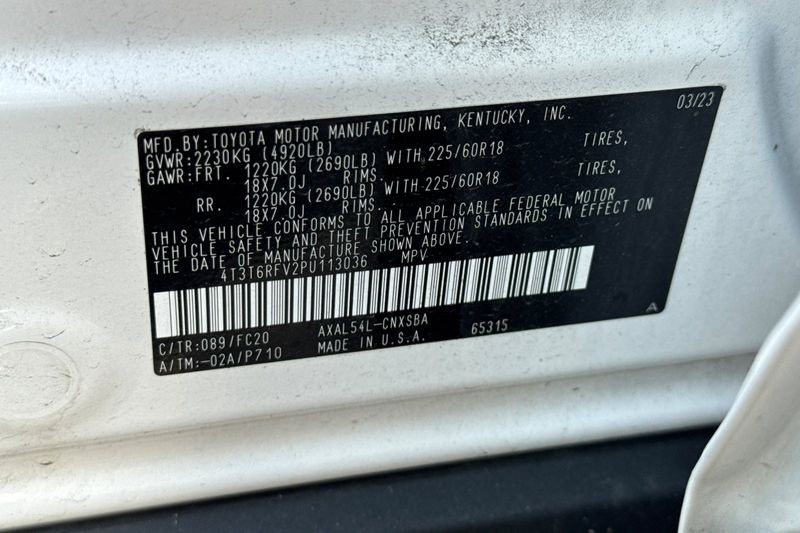 03/23
MFD.BY:TOYOTA MOTOR MANUFACTURING, KENTUCKY, INC.
GVWR:2230KG (4920LB)
GAWR:FRT. 1220KG (2690LB) WITH 225/60R18 TIRES,
18X7.0J RIMS
RR. 1220KG (2690LB) WITH 225/60R18 TIRES,
18X7.0J RIMS.
THIS VEHICLE CONFORMS TO ALL APPLICABLE FEDERAL MOTOR
VEHICLE SAFETY AND THEFT PREVENTION STANDARDS IN EFFECT ON
THE DATE OF MANUFACTURE SHOWN ABOVE.
4T3T6RFV2PU113036 MPV
C/TR:089/FC20 AXAL54L-CNXSBA 65315 A
A/TM:-02A/P710 MADE IN U.S.A.